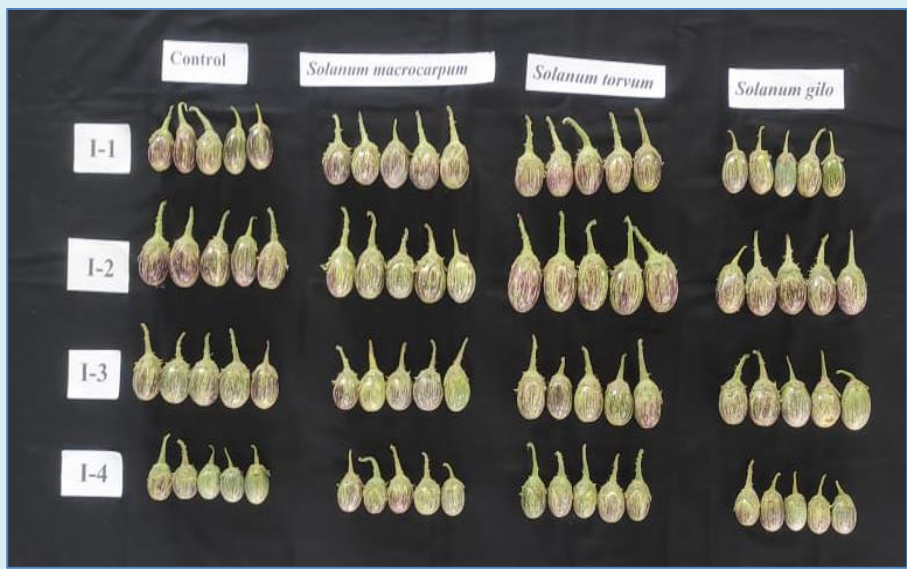 Control
Solanum macrocarpum
Solanum torvum
Solanum gilo
I-1
I-2
I-3
I-4